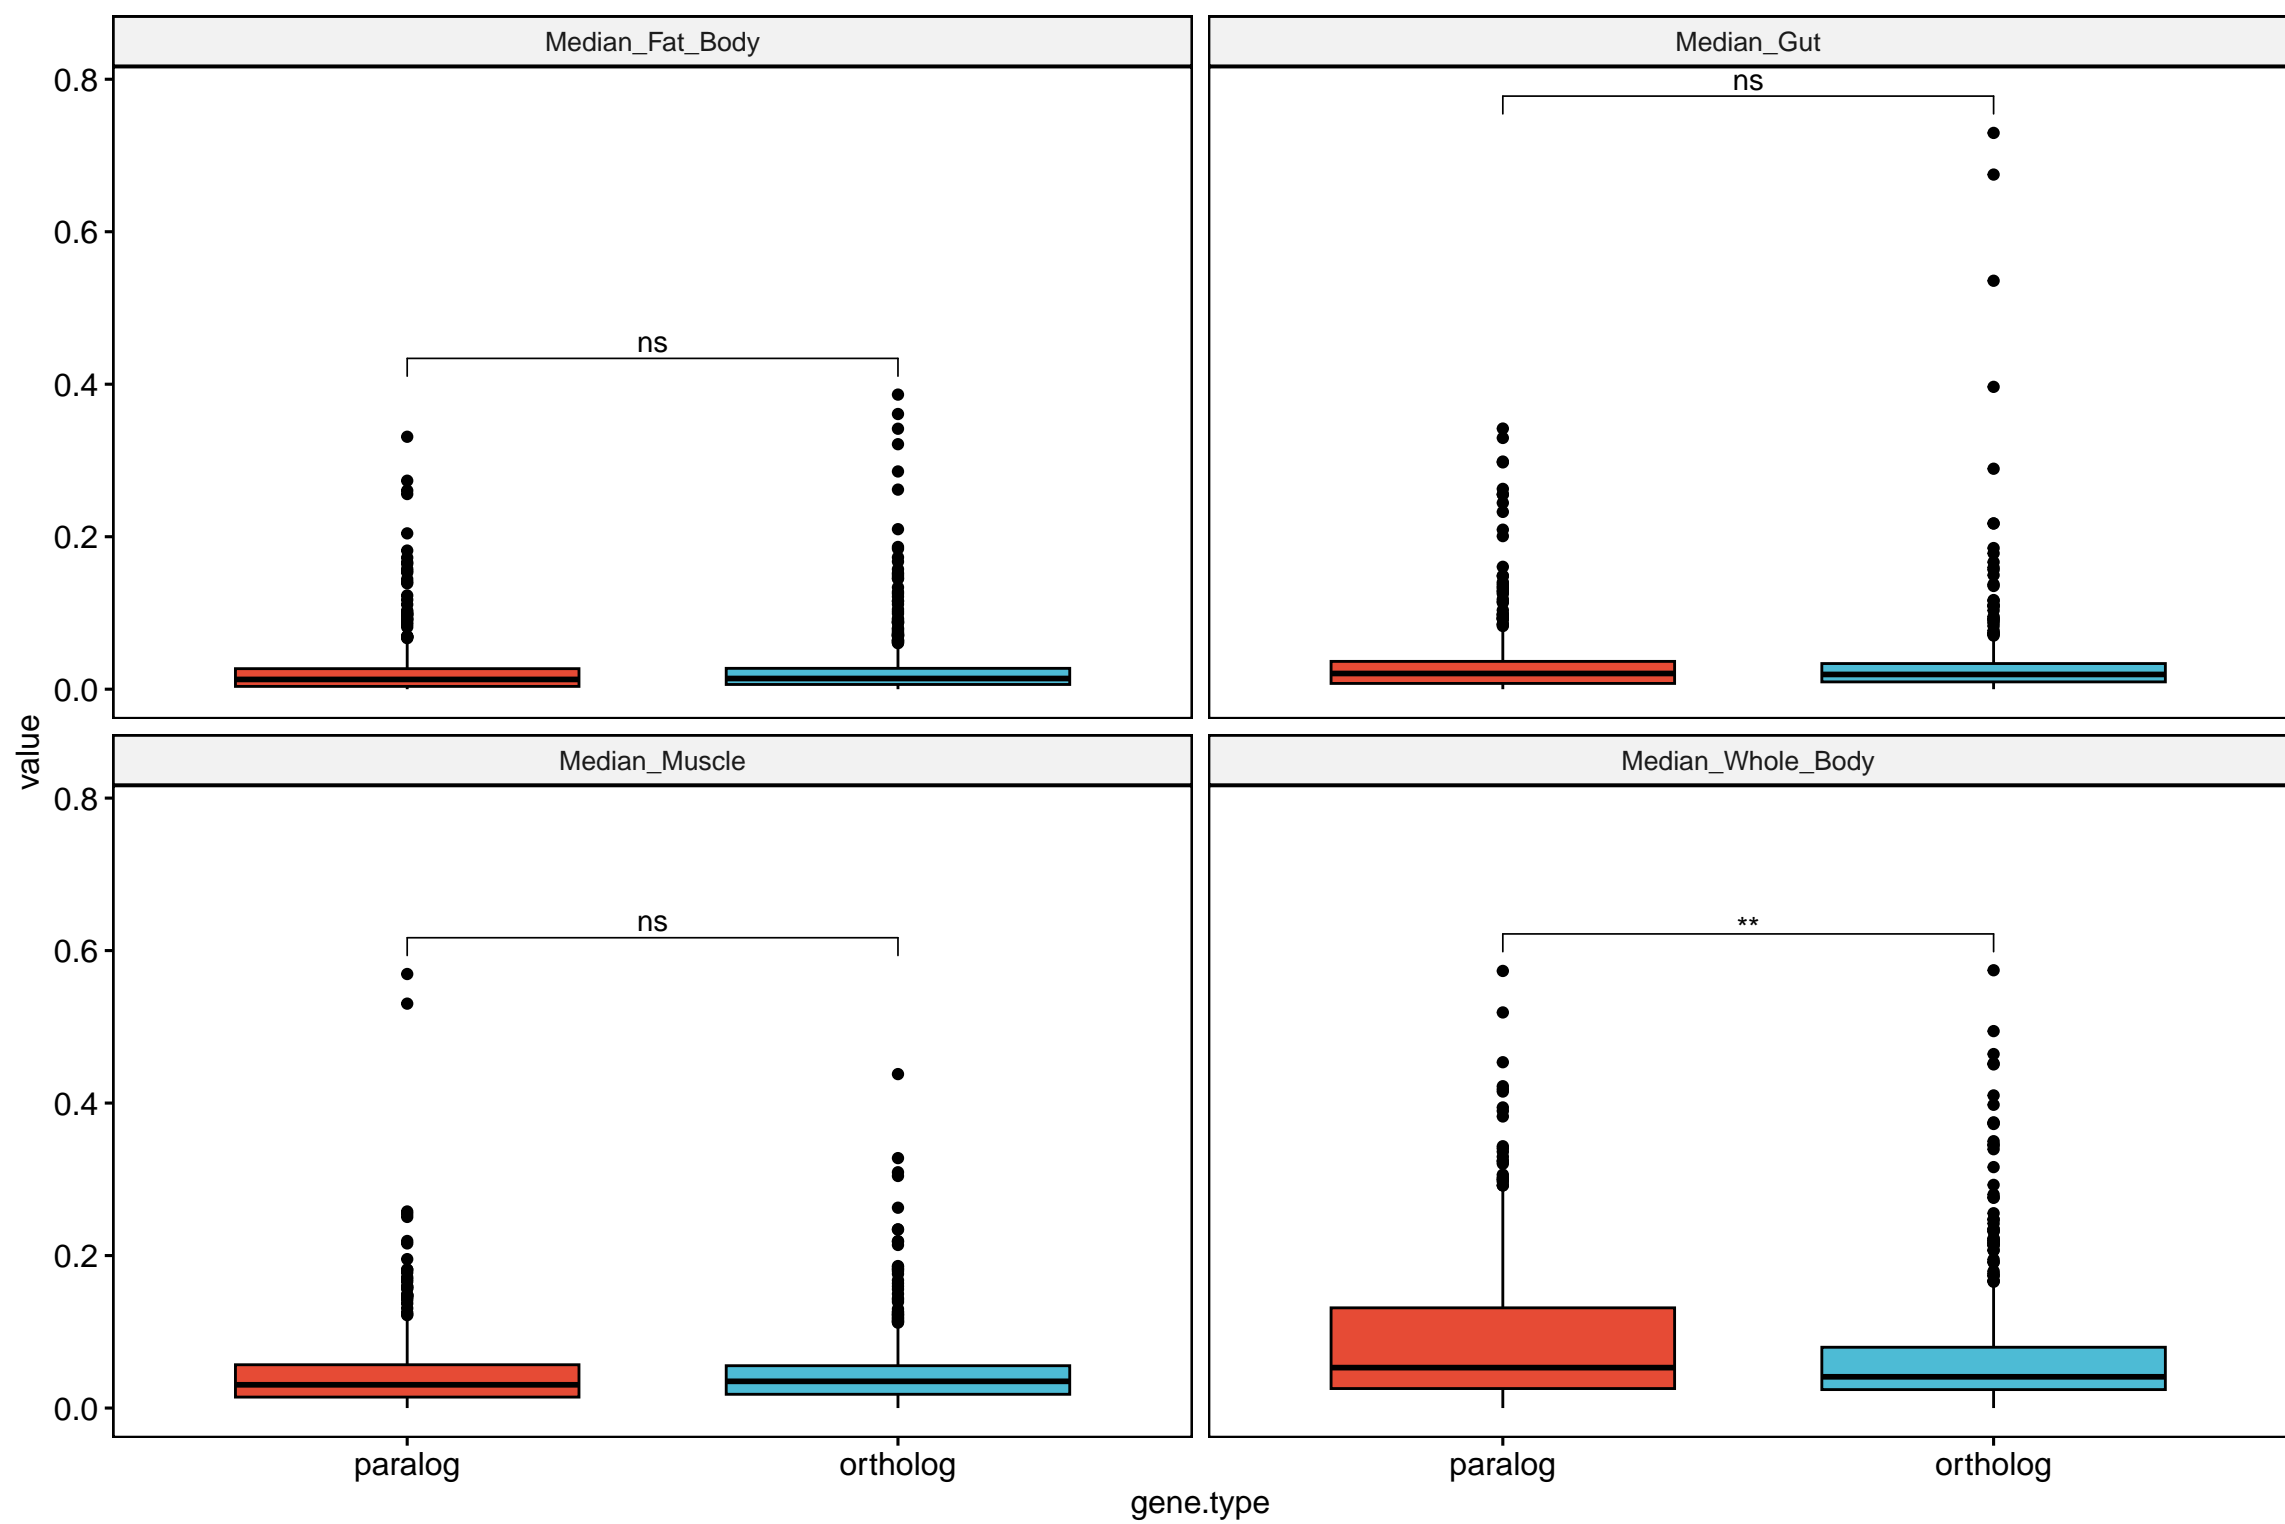 Median_Fat_Body
Median_Gut
0.8
0.6
0.4
0.2
0.0
ns
ns
value
Median_Muscle
Median_Whole_Body
0.8
0.6
0.4
0.2
0.0
ns
**
paralog
ortholog
paralog
ortholog
gene.type